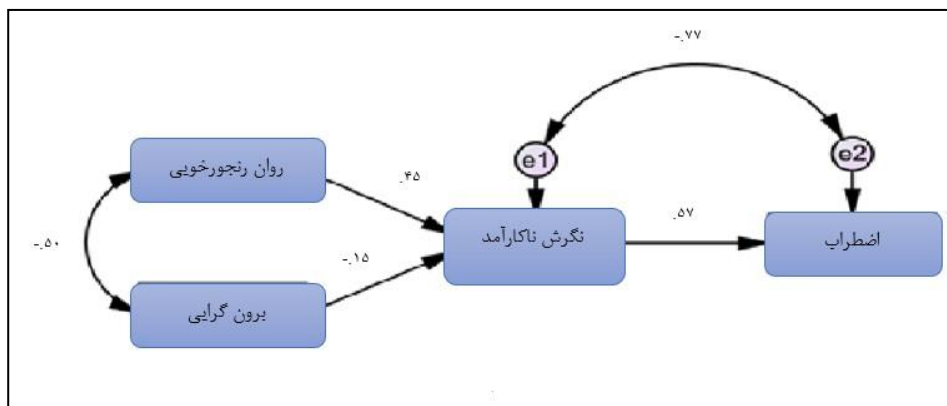 -.۷۷
e1
e2
روان رنجورخویی
.۴۵
نگرش ناکارآمد
.۵۷
اضطراب
-.۵۰
-.۱۵
برون گرایی